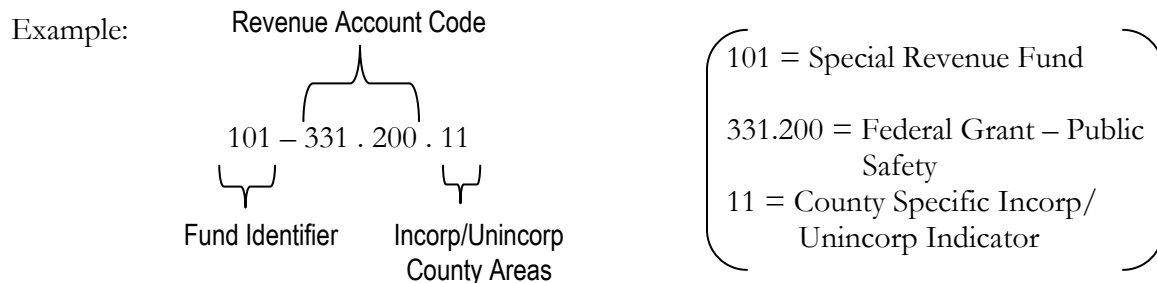 Example:
Revenue Account Code
101 – 331 . 200 . 11
Fund Identifier
Incorp/Unincorp
County Areas
101 = Special Revenue Fund
331.200 = Federal Grant – Public
Safety
11 = County Specific Incorp/
Unincorp Indicator